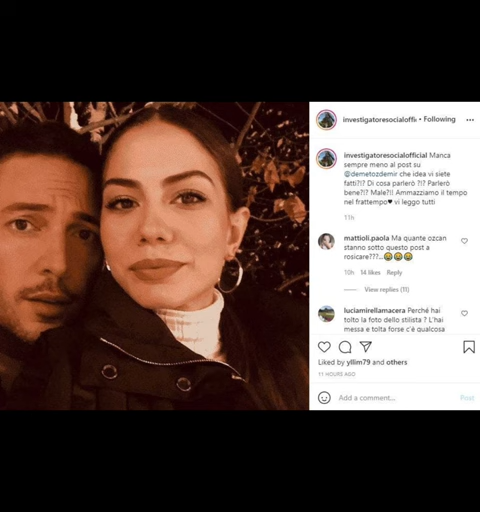 investigatoresocialoffi • Following
investigatoresocialofficial Manca
sempre meno al post su
@demetozdemir che idea vi siete
fatti?!? Di cosa parlerò ?!? Parlerò
bene?!? Male?!! Ammazziamo il tempo
nel frattempo♥ vi leggo tutti
11h
mattioli.paola Ma quante ozcan
stanno sotto questo post a
rosicare???...🤮🤮🤮
10h 14 likes Reply
View replies (11)
luciamirellamacera Perché hai
tolto la foto dello stilista ? L'hai
messa e tolta forse c'è qualcosa
Liked by yllim79 and others
11 HOURS AGO
Add a comment...
Post